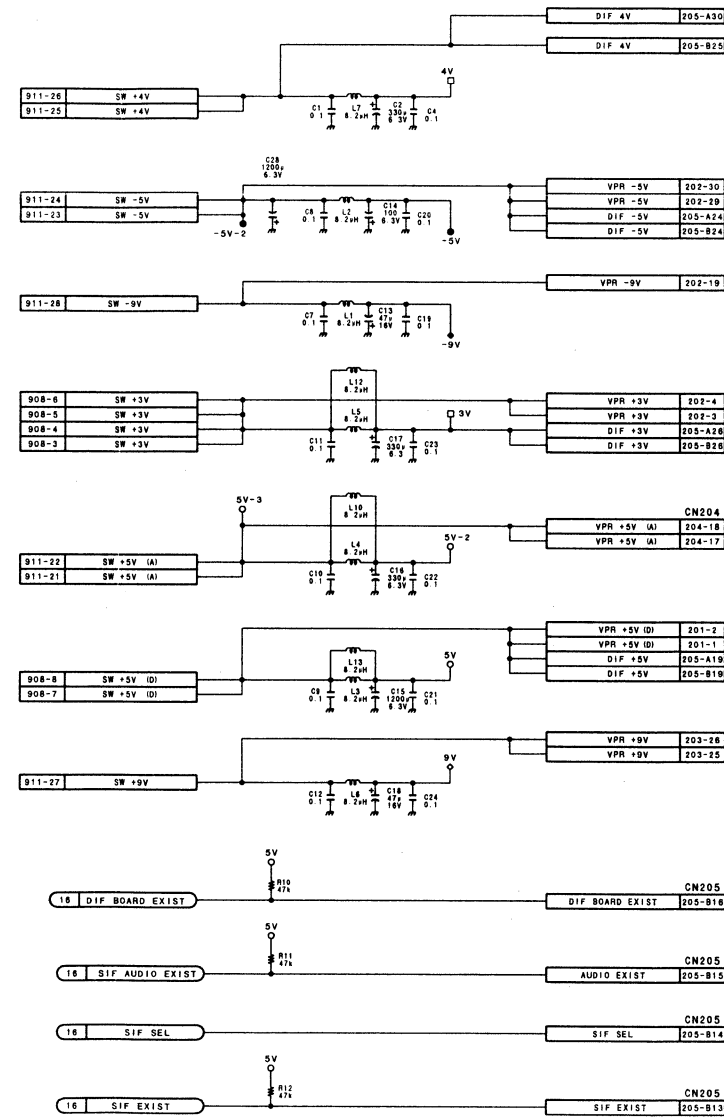 DIF 4V 205-A30
DIF 4V 205-B25
4V
911-26 SW +4V
911-25 SW +4V
C1 0.1
L7 8.2μH
C2 330μ 6.3V
C4 0.1
C28 1200μ 6.3V
911-24 SW -5V
911-23 SW -5V
-5V-2
C8 0.1
L2 8.2μH
C14 100 6.3V
C20 0.1
-5V
VPR -5V 202-30
VPR -5V 202-29
DIF -5V 205-A24
DIF -5V 205-B24
VPR -9V 202-19
911-28 SW -9V
C7 0.1
L1 8.2μH
C13 47μ 16V
C19 0.1
-9V
L12 8.2μH
908-6 SW +3V
908-5 SW +3V
908-4 SW +3V
908-3 SW +3V
C11 0.1
L5 8.2μH
C17 330μ 6.3
C23 0.1
3V
VPR +3V 202-4
VPR +3V 202-3
DIF +3V 205-A26
DIF +3V 205-B26
5V-3
L10 8.2μH
CN204
VPR +5V (A) 204-18
VPR +5V (A) 204-17
911-22 SW +5V (A)
911-21 SW +5V (A)
C10 0.1
L4 8.2μH
C16 330μ 6.3V
C22 0.1
5V-2
VPR +5V (D) 201-2
VPR +5V (D) 201-1
DIF +5V 205-A19
DIF +5V 205-B19
908-8 SW +5V (D)
908-7 SW +5V (D)
C9 0.1
L13 8.2μH
L3 8.2μH
C15 1200μ 6.3V
C21 0.1
5V
VPR +9V 203-26
VPR +9V 203-25
911-27 SW +9V
C12 0.1
L6 8.2μH
C18 47μ 16V
C24 0.1
9V
5V
R10 47k
CN205
16 DIF BOARD EXIST
DIF BOARD EXIST 205-B16
5V
R11 47k
CN205
16 SIF AUDIO EXIST
AUDIO EXIST 205-B15
CN205
16 SIF SEL
SIF SEL 205-B14
5V
R12 47k
CN205
16 SIF EXIST
SIF EXIST 205-B13